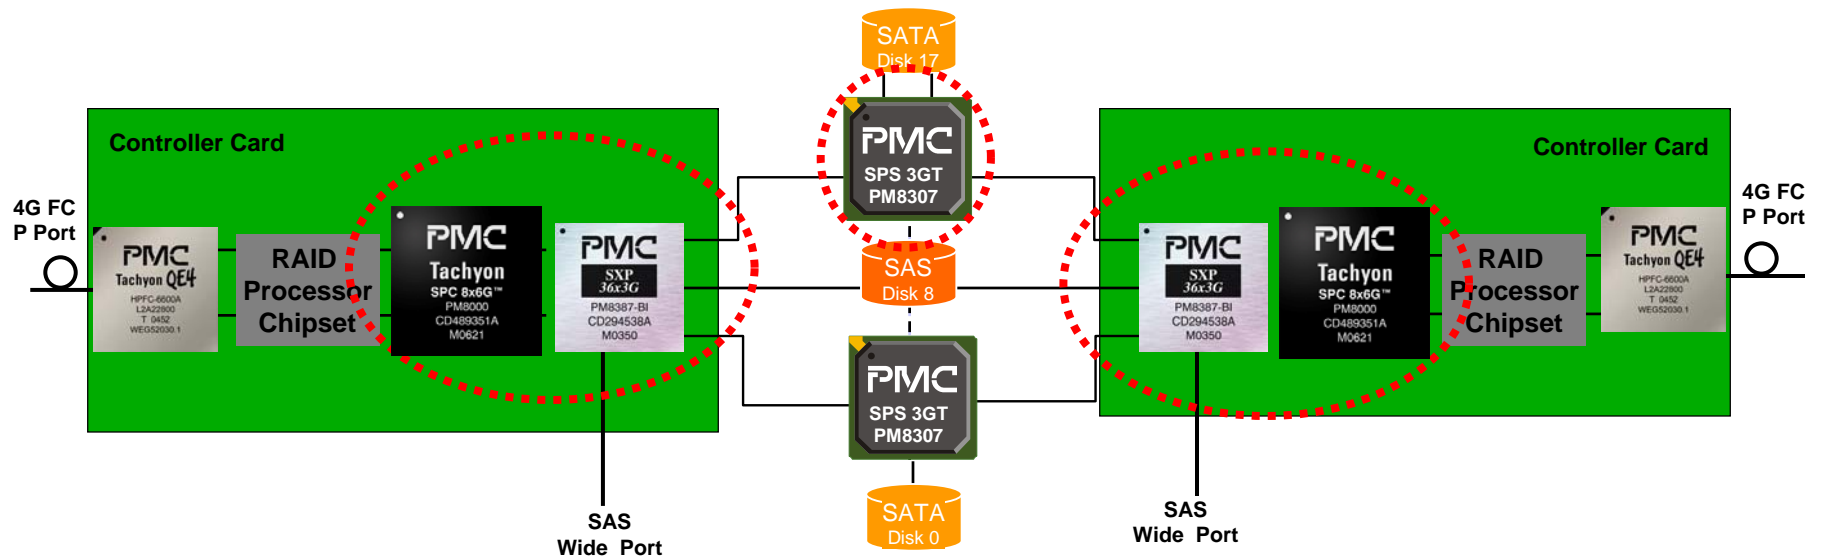 SATA
Disk 17
Controller Card
4G FC
P Port
PMC
Tachyon QE4
HPFC-6600A
L2A22800
T 0452
WEG52030.1
RAID
Processor
Chipset
PMC
Tachyon
SPC 8x6G™
PM8000
CD489351A
M0621
PMC
SXP
36x3G
PM8387-BI
CD294538A
M0350
SAS
Wide Port
PMC
SPS 3GT
PM8307
SAS
Disk 8
PMC
SPS 3GT
PM8307
SATA
Disk 0
Controller Card
PMC
SXP
36x3G
PM8387-BI
CD294538A
M0350
PMC
Tachyon
SPC 8x6G™
PM8000
CD489351A
M0621
RAID
Processor
Chipset
PMC
Tachyon QE4
HPFC-6600A
L2A22800
T 0452
WEG52030.1
4G FC
P Port
SAS
Wide Port